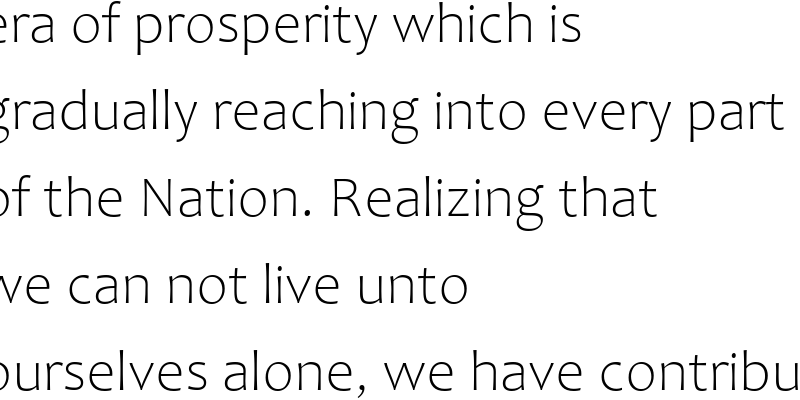 era of prosperity which is
gradually reaching into every part
of the Nation. Realizing that
we can not live unto
ourselves alone, we have contribu